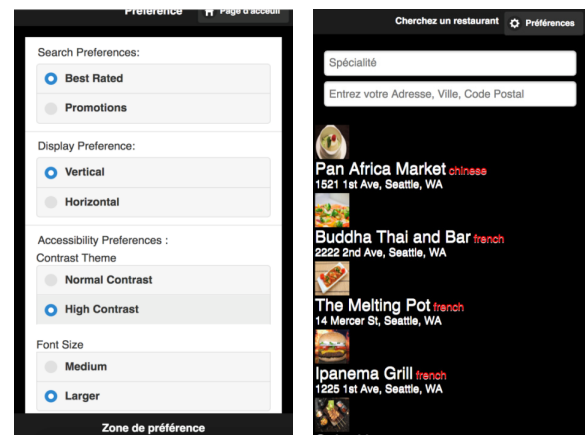 Preference
Page d'acceuil
Search Preferences:
Best Rated
Promotions
Display Preference:
Vertical
Horizontal
Accessibility Preferences :
Contrast Theme
Normal Contrast
High Contrast
Font Size
Medium
Larger
Zone de préférence
Cherchez un restaurant
Préférences
Spécialité
Entrez votre Adresse, Ville, Code Postal
Pan Africa Market chinese
1521 1st Ave, Seattle, WA
Buddha Thai and Bar french
2222 2nd Ave, Seattle, WA
The Melting Pot french
14 Mercer St, Seattle, WA
Ipanema Grill french
1225 1st Ave, Seattle, WA